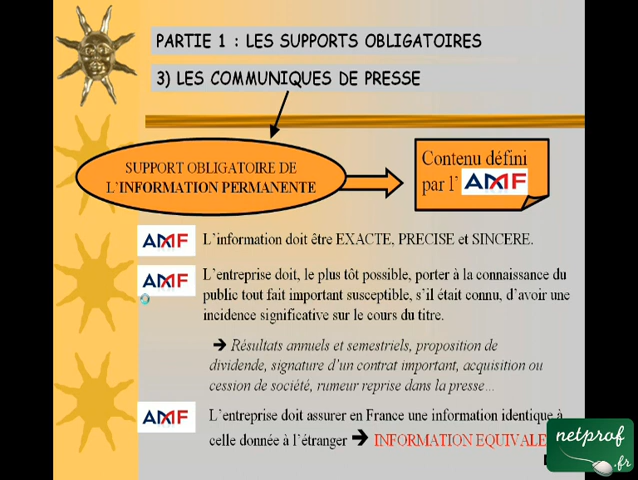 PARTIE 1 : LES SUPPORTS OBLIGATOIRES
3) LES COMMUNIQUES DE PRESSE
SUPPORT OBLIGATOIRE DE
L'INFORMATION PERMANENTE
Contenu défini
par l' AMF
AMF L'information doit être EXACTE, PRECISE et SINCERE.
AMF L'entreprise doit, le plus tôt possible, porter à la connaissance du
public tout fait important susceptible, s'il était connu, d'avoir une
incidence significative sur le cours du titre.
➔ Résultats annuels et semestriels, proposition de
dividende, signature d'un contrat important, acquisition ou
cession de société, rumeur reprise dans la presse…
AMF L'entreprise doit assurer en France une information identique à
celle donnée à l'étranger ➔ INFORMATION EQUIVALE
netprof
.fr